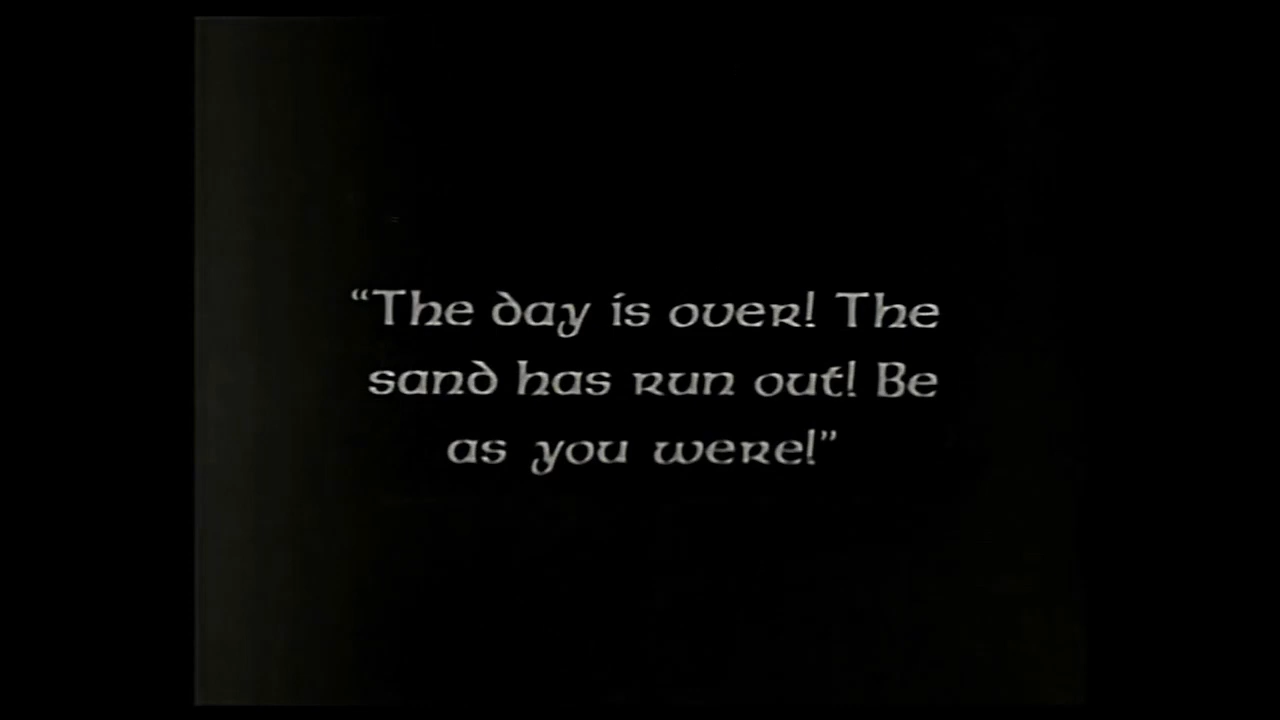 “The day is over! The
sand has run out! Be
as you were!”